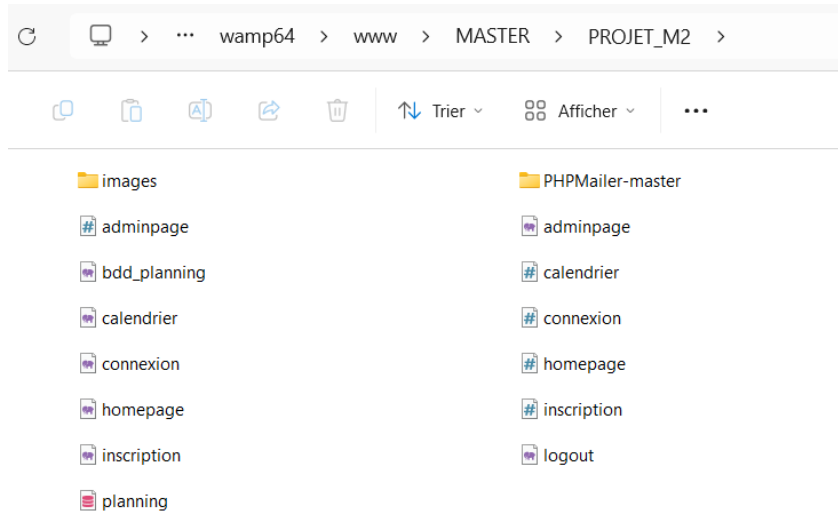 wamp64 > www > MASTER > PROJET_M2 >
Trier Afficher
images PHPMailer-master
adminpage adminpage
bdd_planning calendrier
calendrier connexion
connexion homepage
homepage inscription
inscription logout
planning